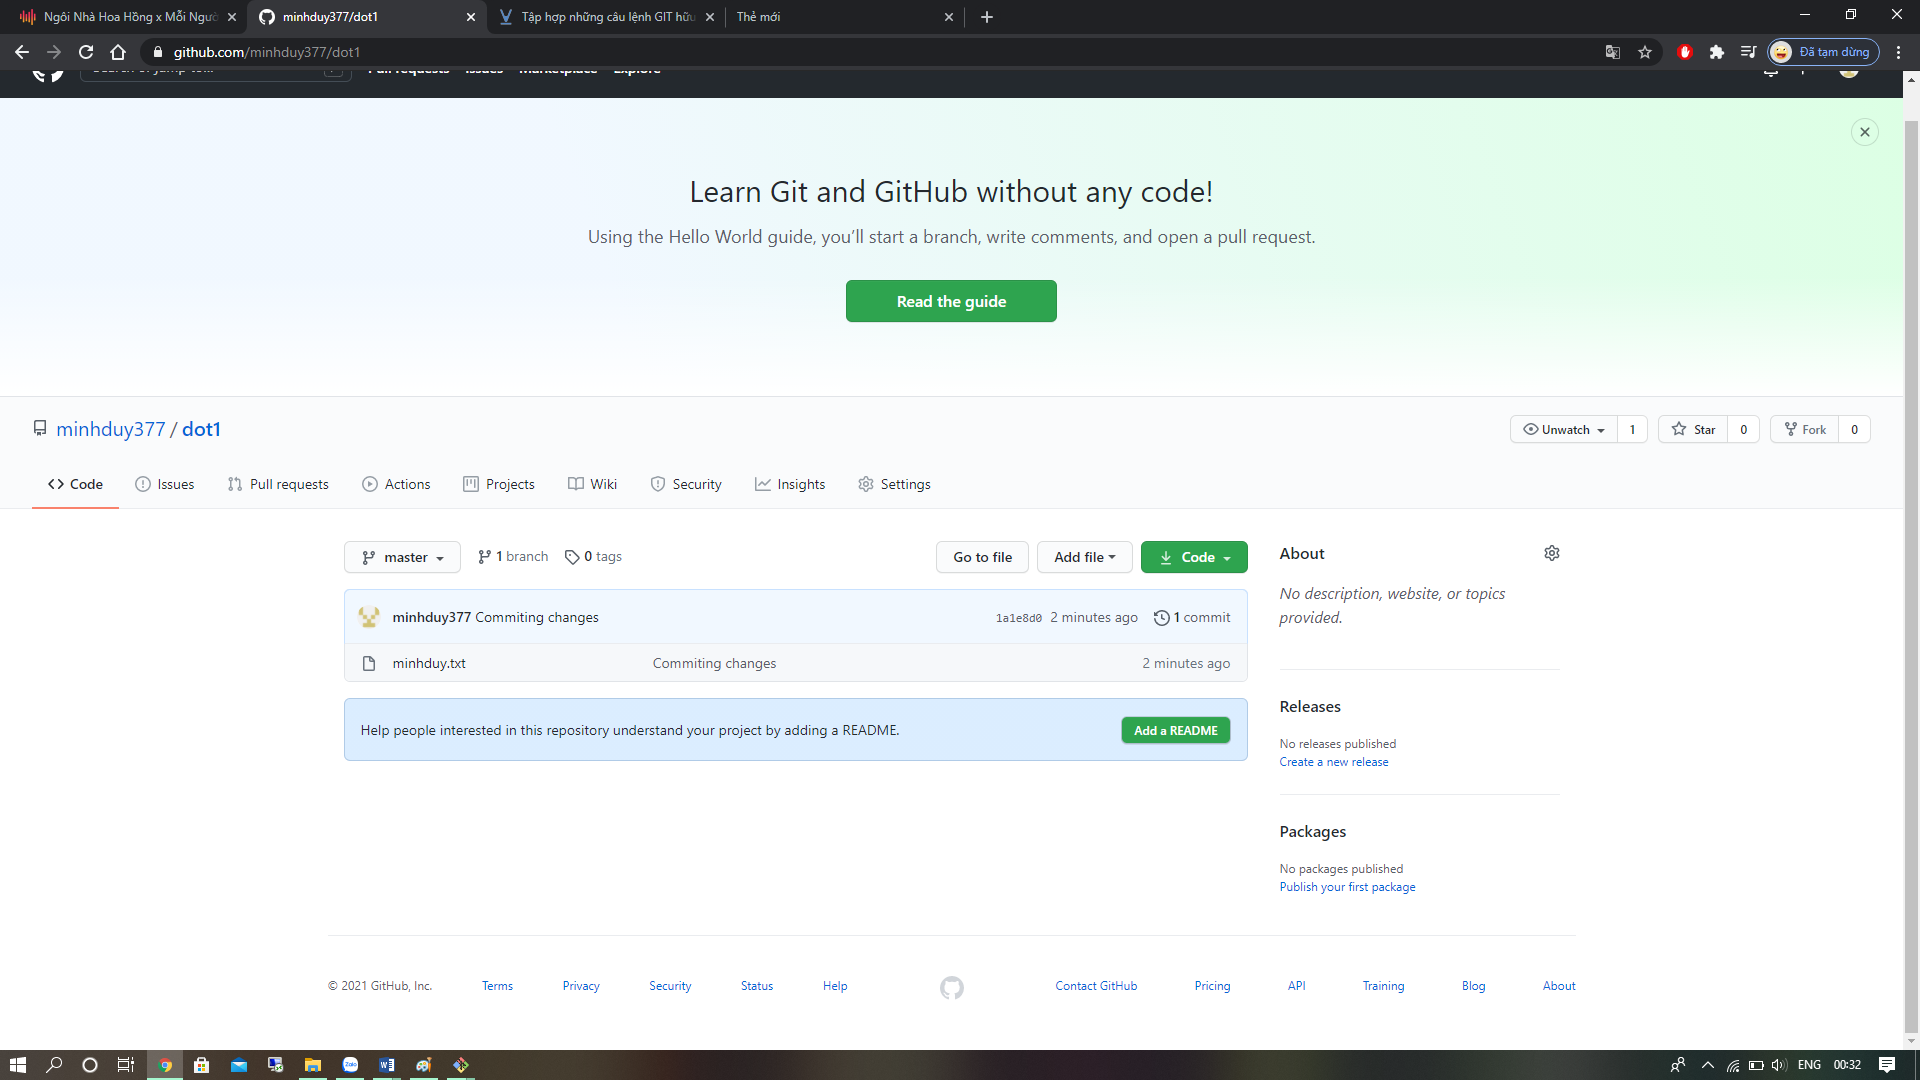 Ngôi Nhà Hoa Hồng x Mỗi Ngườ
minhduy377/dot1
Tập hợp những câu lệnh GIT hữu
Thẻ mới
github.com/minhduy377/dot1
Đã tạm dừng
Pull requests Issues Marketplace Explore
Learn Git and GitHub without any code!
Using the Hello World guide, you’ll start a branch, write comments, and open a pull request.
Read the guide
minhduy377 / dot1
Unwatch 1 Star 0 Fork 0
Code Issues Pull requests Actions Projects Wiki Security Insights Settings
master 1 branch 0 tags Go to file Add file Code
minhduy377 Commiting changes 1a1e8d0 2 minutes ago 1 commit
minhduy.txt Commiting changes 2 minutes ago
Help people interested in this repository understand your project by adding a README. Add a README
About
No description, website, or topics
provided.
Releases
No releases published
Create a new release
Packages
No packages published
Publish your first package
© 2021 GitHub, Inc. Terms Privacy Security Status Help Contact GitHub Pricing API Training Blog About
ENG 00:32